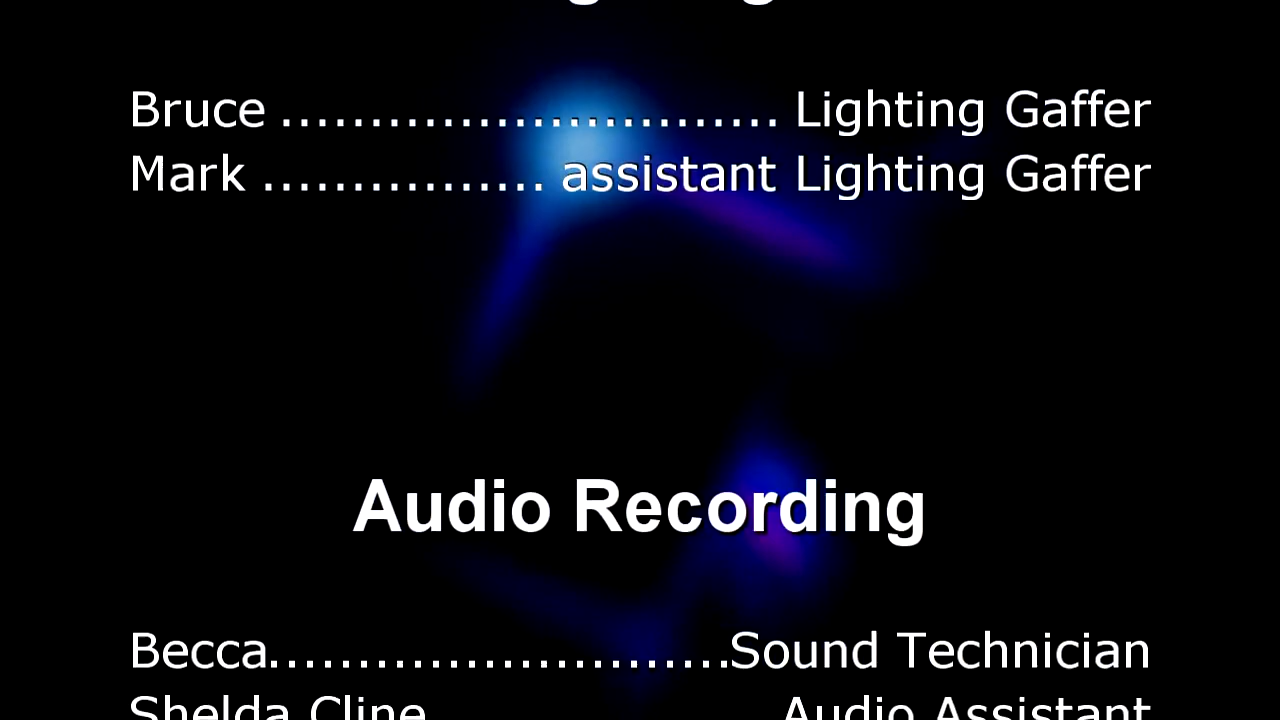 Bruce ............................ Lighting Gaffer
Mark ................ assistant Lighting Gaffer
Audio Recording
Becca..........................Sound Technician
Shelda Cline Audio Assistant